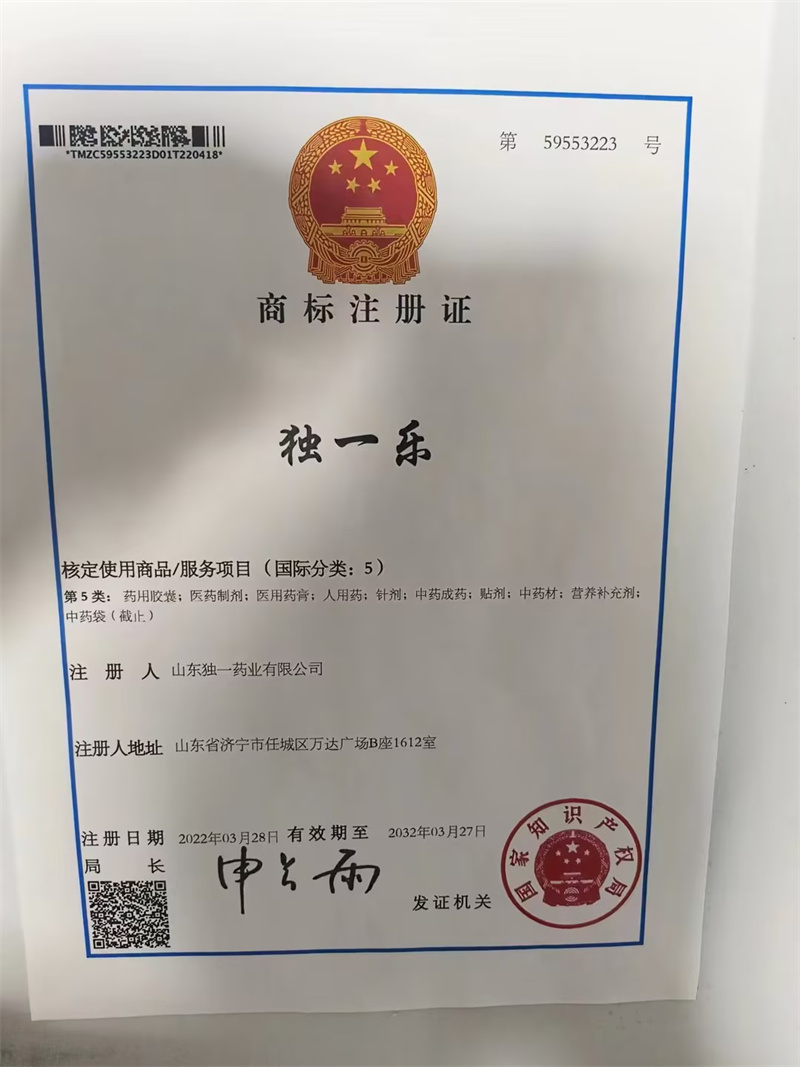 *TMZC59553223D01T220418*
第 59553223 号
商标注册证
独一乐
核定使用商品/服务项目（国际分类：5）
第5类：药用胶囊；医药制剂；医用药膏；人用药；针剂；中药成药；贴剂；中药材；营养补充剂；
中药袋（截止）
注册人 山东独一药业有限公司
注册人地址 山东省济宁市任城区万达广场B座1612室
注册日期 2022年03月28日 有效期至 2032年03月27日
局长 申长雨
发证机关
国家知识产权局